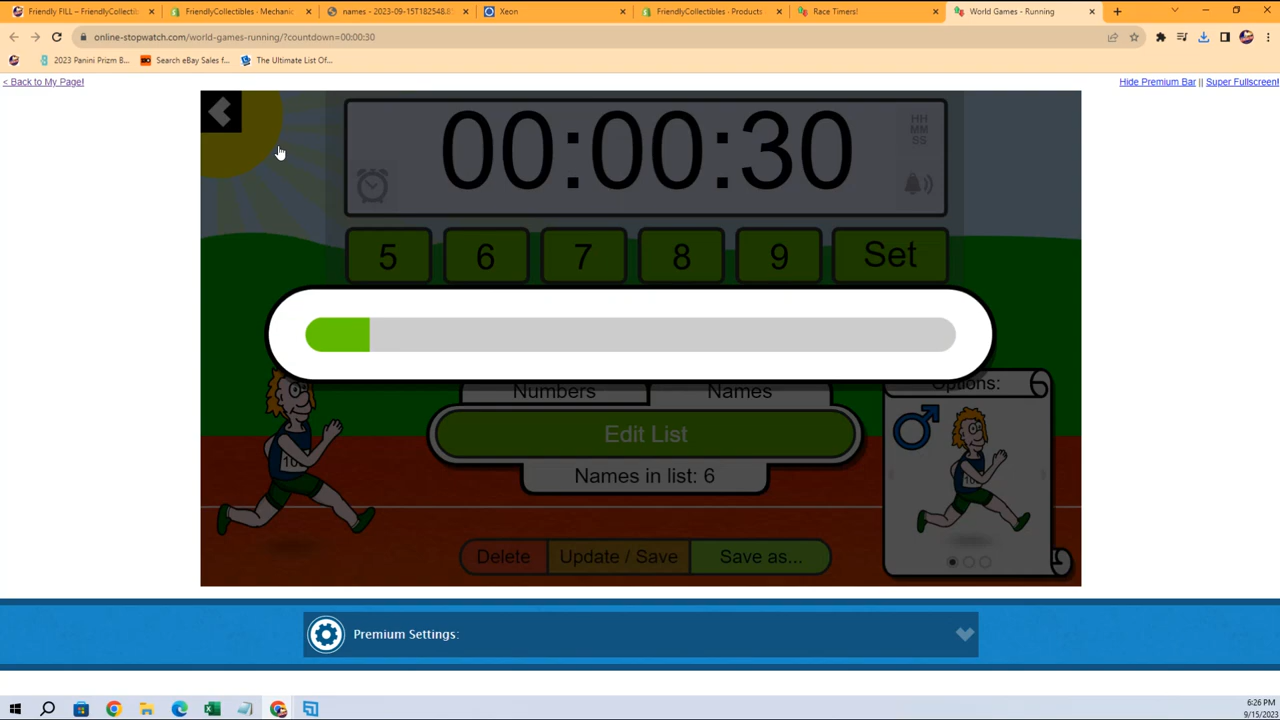 Friendly FILL – FriendlyCollectib
FriendlyCollectibles · Mechanic
names - 2023-09-15T182548.8
Xeon
FriendlyCollectibles · Products
Race Timers!
World Games - Running
online-stopwatch.com/world-games-running/?countdown=00:00:30
2023 Panini Prizm B...
Search eBay Sales f...
The Ultimate List Of...
< Back to My Page!
Hide Premium Bar || Super Fullscreen!
00:00:30
HH
MM
SS
5 6 7 8 9 Set
Numbers Names
Options:
Edit List
Names in list: 6
Delete Update / Save Save as...
Premium Settings:
6:26 PM
9/15/2023